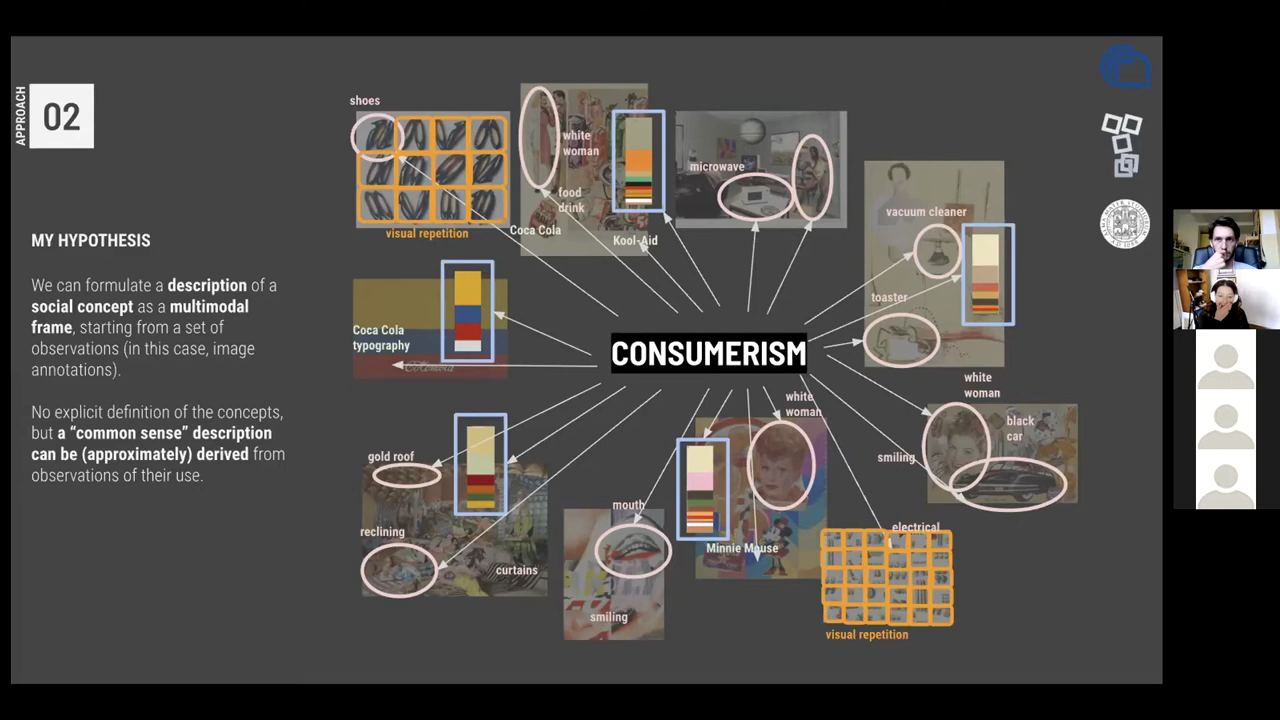 APPROACH
02
MY HYPOTHESIS
We can formulate a description of a
social concept as a multimodal
frame, starting from a set of
observations (in this case, image
annotations).
No explicit definition of the concepts,
but a “common sense” description
can be (approximately) derived from
observations of their use.
shoes
visual repetition
white
woman
food
drink
Coca Cola
Kool-Aid
microwave
vacuum cleaner
toaster
Coca Cola
typography
CONSUMERISM
white
woman
black
car
smiling
white
woman
gold roof
reclining
curtains
mouth
smiling
Minnie Mouse
electrical
visual repetition